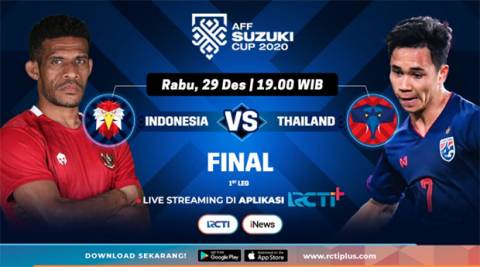 AFF
SUZUKI
CUP 2020
Rabu, 29 Des | 19.00 WIB
INDONESIA VS THAILAND
FINAL
1ST LEG
LIVE STREAMING DI APLIKASI RCTI+
RCTI iNews
7
DOWNLOAD SEKARANG! GET IT ON Google Play Download on the App Store www.rctiplus.com